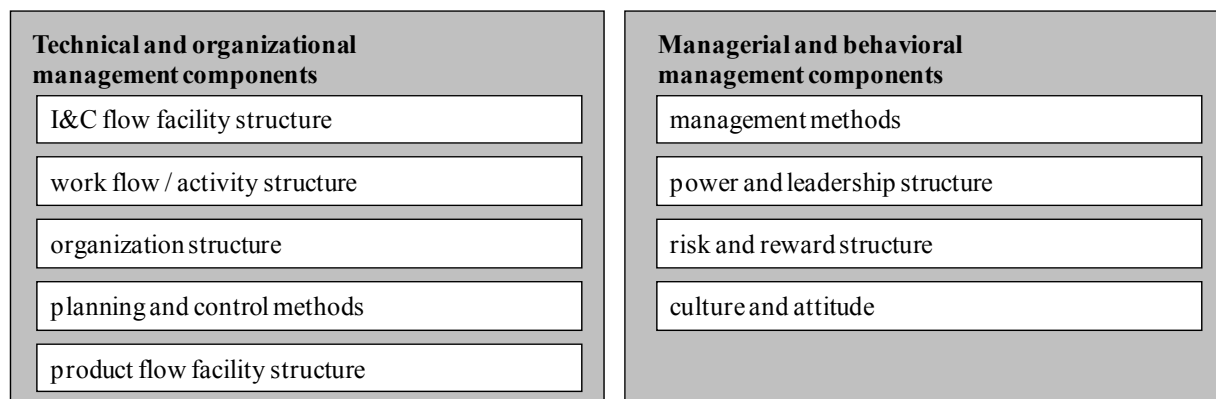 Technical and organizational
management components
I&C flow facility structure
work flow / activity structure
organization structure
planning and control methods
product flow facility structure
Managerial and behavioral
management components
management methods
power and leadership structure
risk and reward structure
culture and attitude